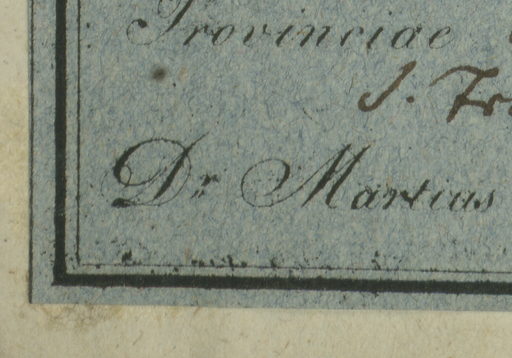 Provinciae
J.
Dr Martius